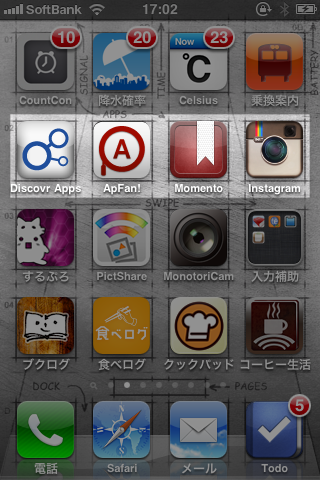 SoftBank 17:02
10 20 Now 23
SIGNAL TIME BATTERY
°C
CountCon 降水確率 Celsius 乗換案内
APPS
A
Discovr Apps ApFan! Momento Instagram
SWIPE
するぷろ PictShare MonotoriCam 入力補助
04
食べログ
ブクログ 食べログ クックパッド コーヒー生活
DOCK PAGES
5
電話 Safari メール Todo